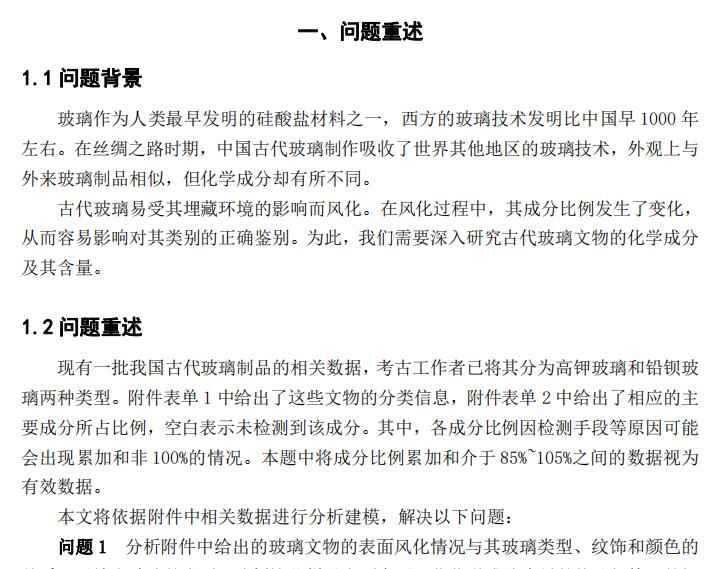 一、问题重述
1.1 问题背景
玻璃作为人类最早发明的硅酸盐材料之一，西方的玻璃技术发明比中国早 1000 年
左右。在丝绸之路时期，中国古代玻璃制作吸收了世界其他地区的玻璃技术，外观上与
外来玻璃制品相似，但化学成分却有所不同。
古代玻璃易受其埋藏环境的影响而风化。在风化过程中，其成分比例发生了变化，
从而容易影响对其类别的正确鉴别。为此，我们需要深入研究古代玻璃文物的化学成分
及其含量。
1.2 问题重述
现有一批我国古代玻璃制品的相关数据，考古工作者已将其分为高钾玻璃和铅钡玻
璃两种类型。附件表单 1 中给出了这些文物的分类信息，附件表单 2 中给出了相应的主
要成分所占比例，空白表示未检测到该成分。其中，各成分比例因检测手段等原因可能
会出现累加和非 100%的情况。本题中将成分比例累加和介于 85%~105%之间的数据视为
有效数据。
本文将依据附件中相关数据进行分析建模，解决以下问题：
问题 1 分析附件中给出的玻璃文物的表面风化情况与其玻璃类型、纹饰和颜色的